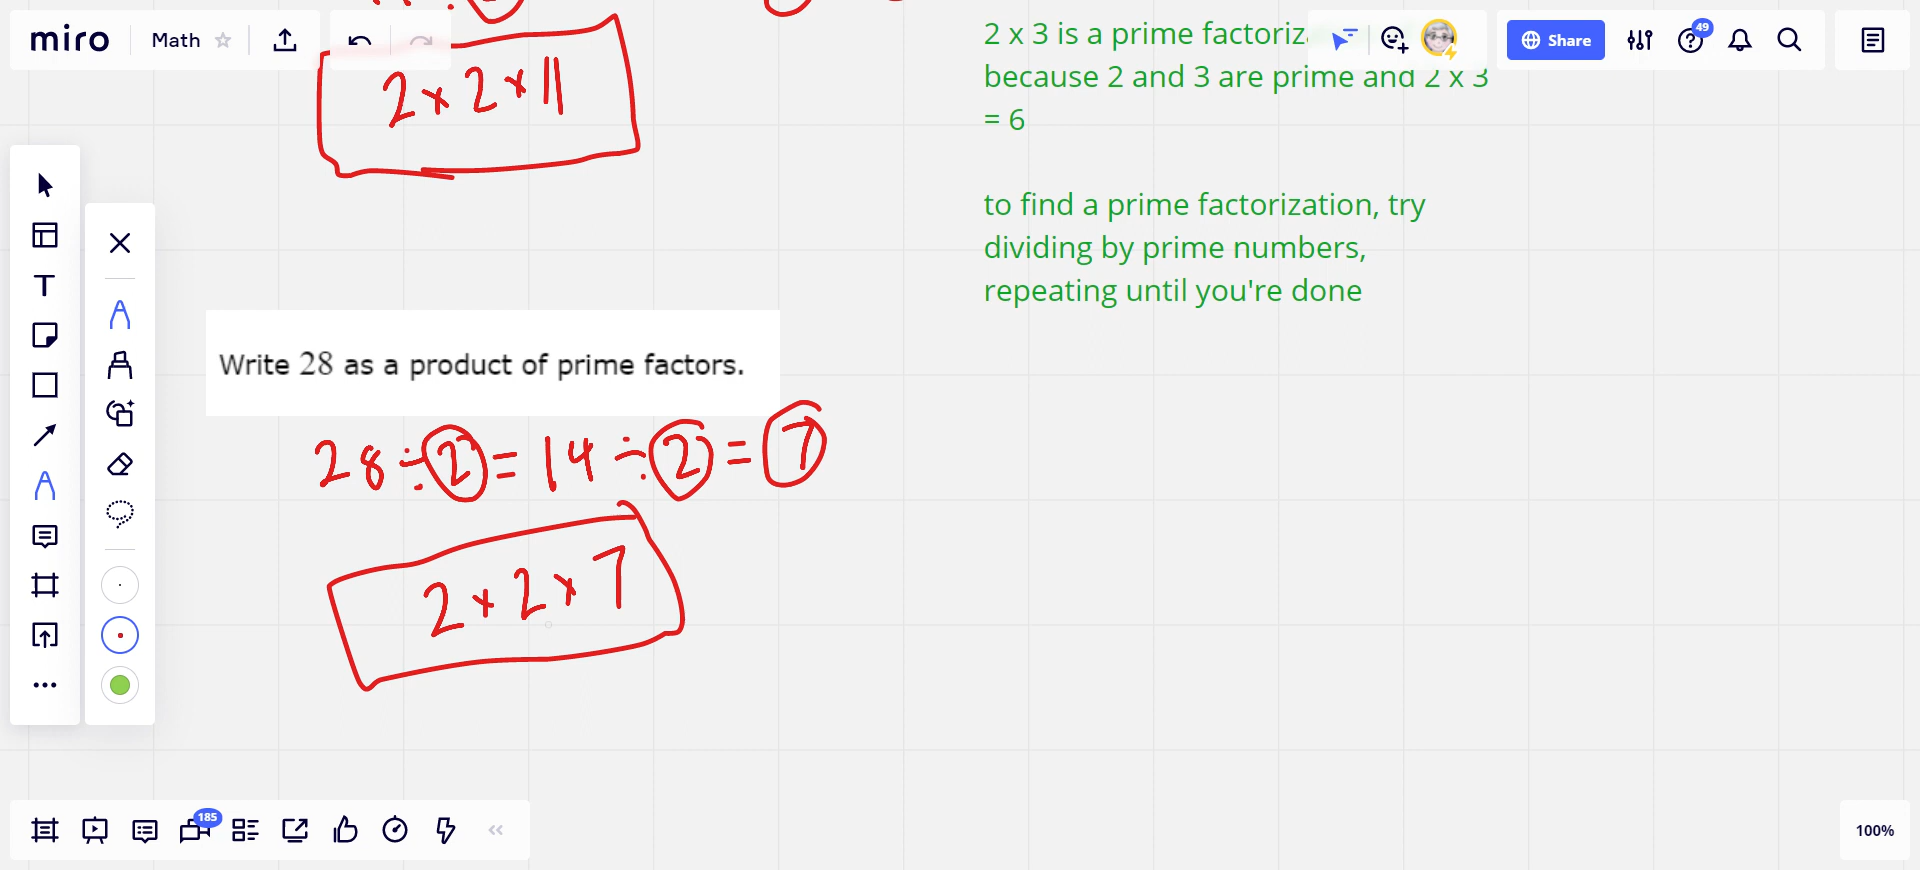 miro
Math
Share
49
2 x 3 is a prime
because 2 and 3 are prime and 2 x 3
= 6
2 x 2 x 11
to find a prime factorization, try
dividing by prime numbers,
repeating until you're done
Write 28 as a product of prime factors.
28 ÷ 2 = 14 ÷ 2 = 7
2 x 2 x 7
185
100%